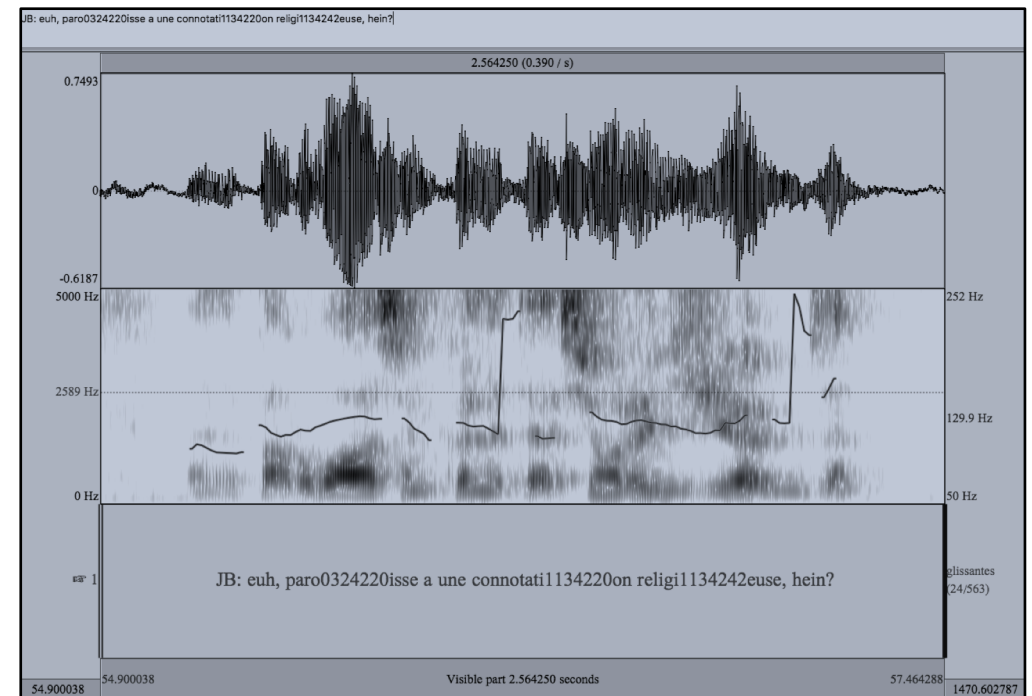 JB: euh, paro0324220isse a une connotati1134220on religi1134242euse, hein?
2.564250 (0.390 / s)
0.7493
0
-0.6187
5000 Hz
252 Hz
2589 Hz
129.9 Hz
0 Hz
50 Hz
☞ 1
JB: euh, paro0324220isse a une connotati1134220on religi1134242euse, hein?
glissantes
(24/563)
54.900038
Visible part 2.564250 seconds
57.464288
54.900038
1470.602787